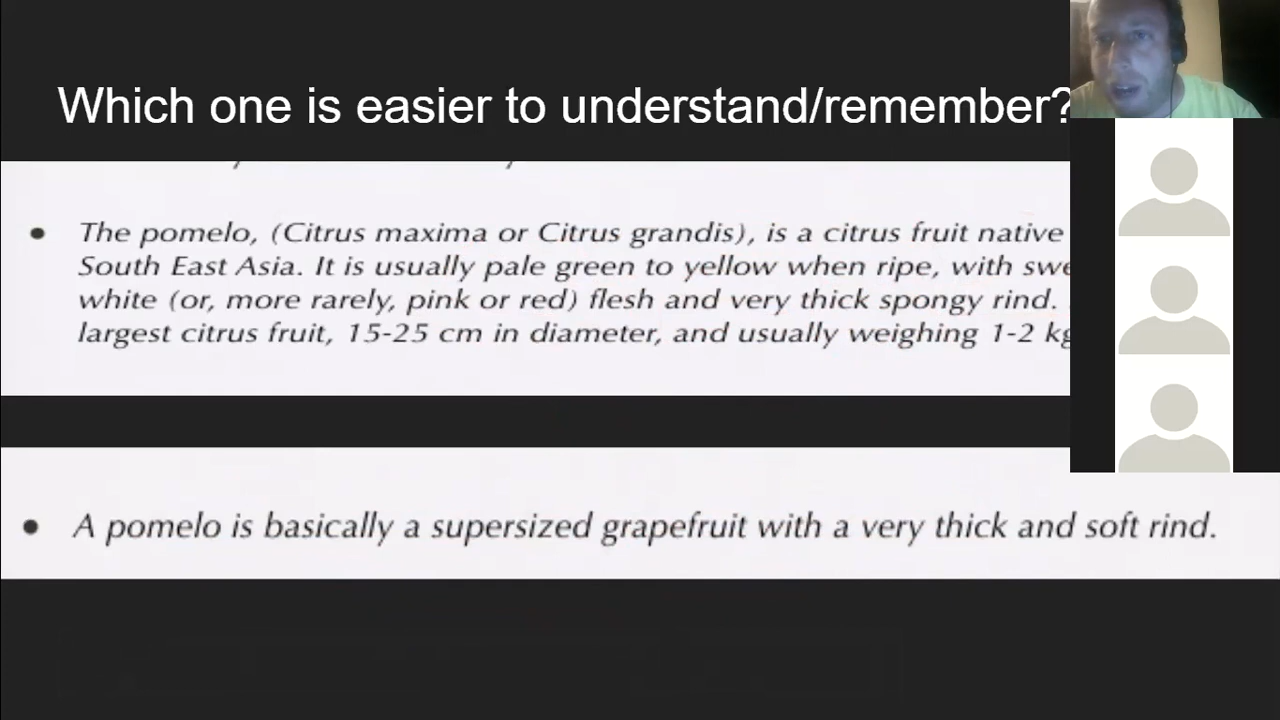 Which one is easier to understand/remember?
• The pomelo, (Citrus maxima or Citrus grandis), is a citrus fruit native
South East Asia. It is usually pale green to yellow when ripe, with
white (or, more rarely, pink or red) flesh and very thick spongy rind.
largest citrus fruit, 15-25 cm in diameter, and usually weighing 1-2 kg
• A pomelo is basically a supersized grapefruit with a very thick and soft rind.